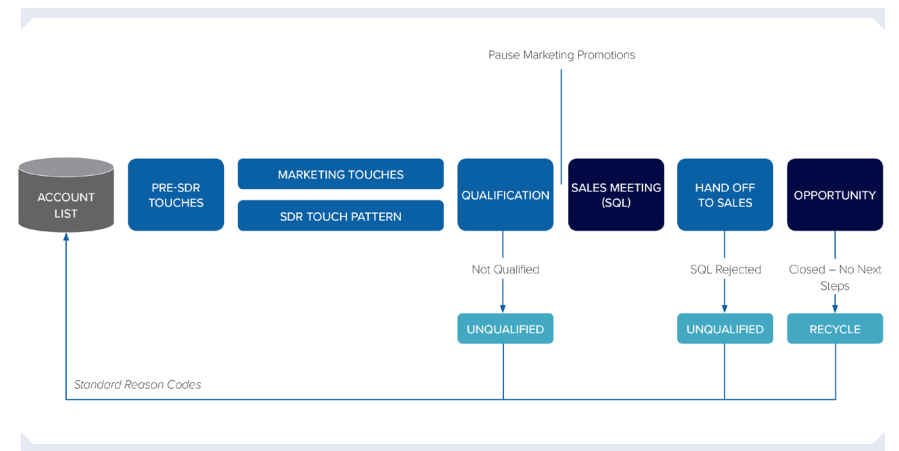 Pause Marketing Promotions
ACCOUNT
LIST
PRE-SDR
TOUCHES
MARKETING TOUCHES
SDR TOUCH PATTERN
QUALIFICATION
SALES MEETING
(SQL)
HAND OFF
TO SALES
OPPORTUNITY
Not Qualified
SQL Rejected
Closed – No Next
Steps
UNQUALIFIED
UNQUALIFIED
RECYCLE
Standard Reason Codes